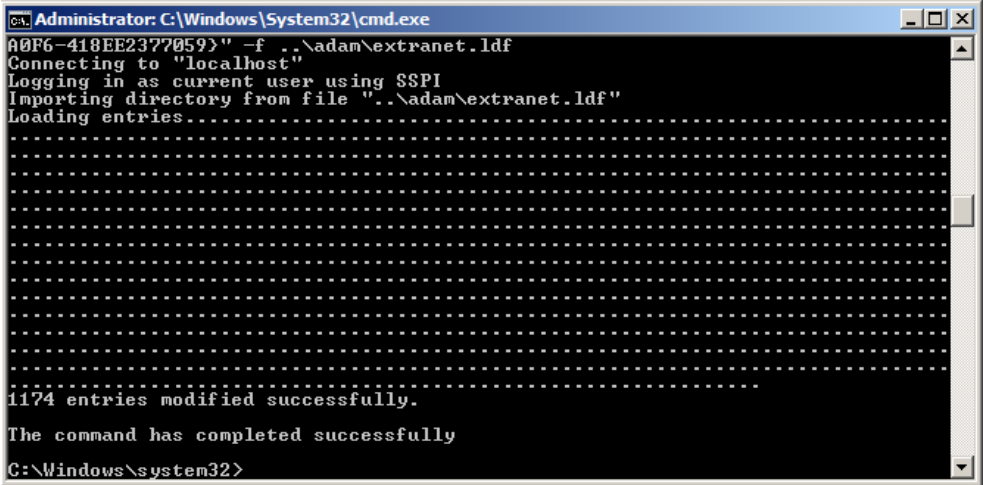 Administrator: C:\Windows\System32\cmd.exe
A0F6-418EE2377059}" -f ..\adam\extranet.ldf
Connecting to "localhost"
Logging in as current user using SSPI
Importing directory from file "..\adam\extranet.ldf"
Loading entries.................................................................
................................................................................
................................................................................
................................................................................
................................................................................
................................................................................
................................................................................
................................................................................
................................................................................
................................................................................
................................................................................
................................................................................
................................................................................
................................................................................
................................................................................
................................................................
1174 entries modified successfully.
The command has completed successfully
C:\Windows\system32>